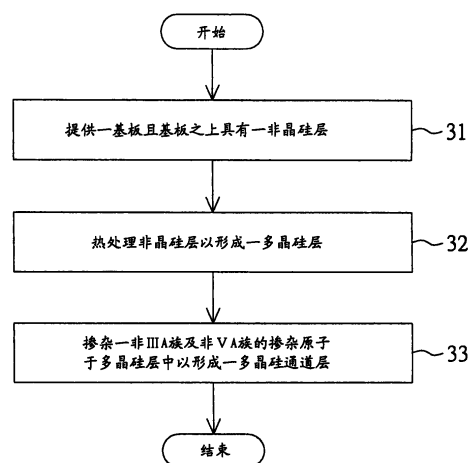 开始
提供一基板且基板之上具有一非晶硅层
31
热处理非晶硅层以形成一多晶硅层
32
掺杂一非ⅢA族及非ⅤA族的掺杂原子
于多晶硅层中以形成一多晶硅通道层
33
结束